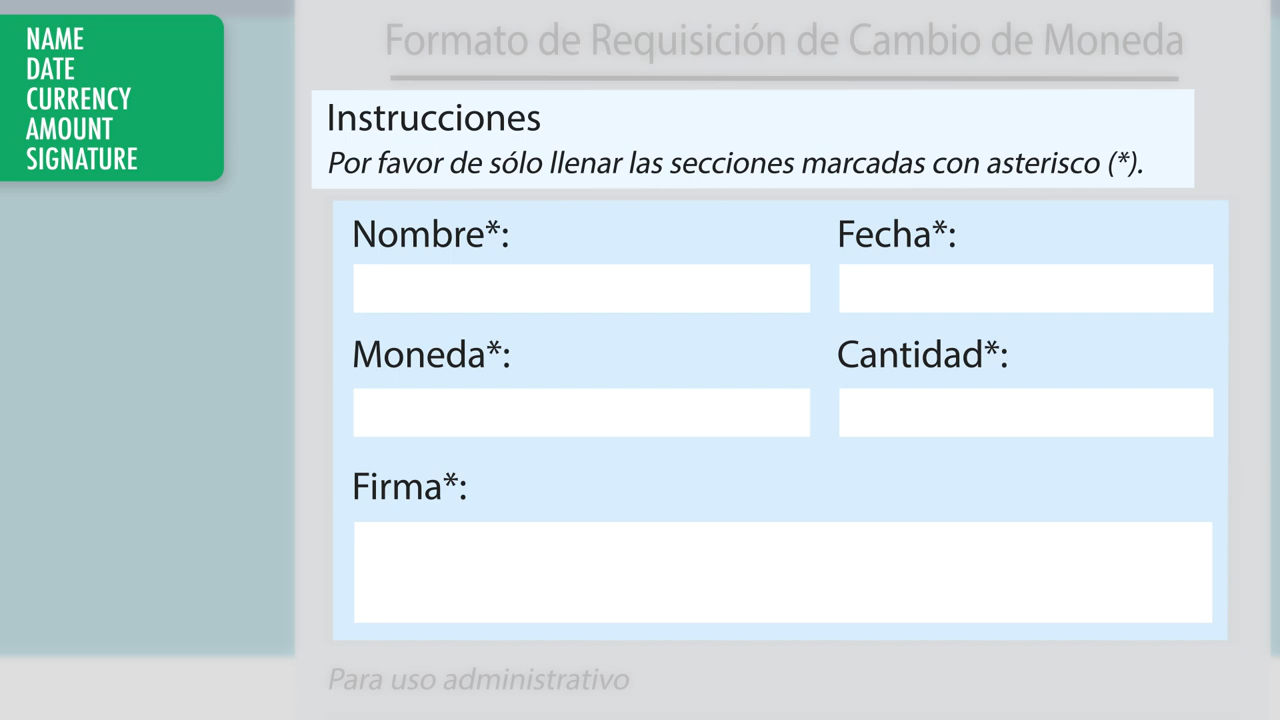 NAME
DATE
CURRENCY
AMOUNT
SIGNATURE
Formato de Requisición de Cambio de Moneda
Instrucciones
Por favor de sólo llenar las secciones marcadas con asterisco (*).
Nombre*:
Fecha*:
Moneda*:
Cantidad*:
Firma*:
Para uso administrativo